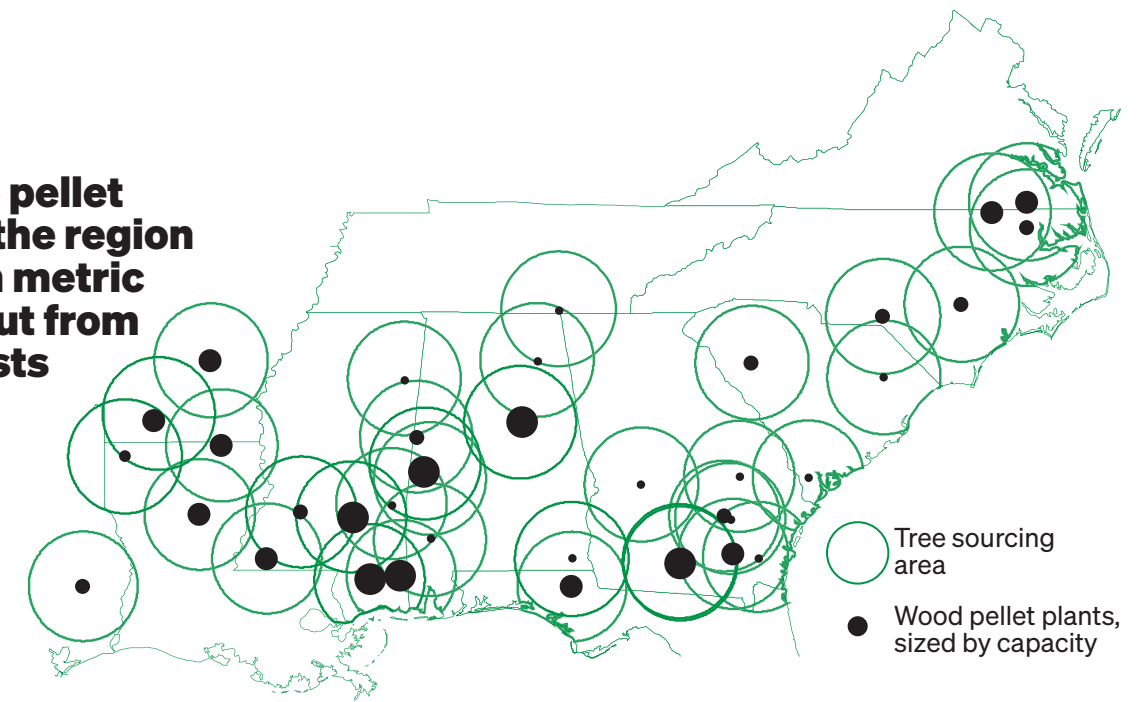 pellet
the region
metric
ut from
sts
Tree sourcing
area
Wood pellet plants,
sized by capacity